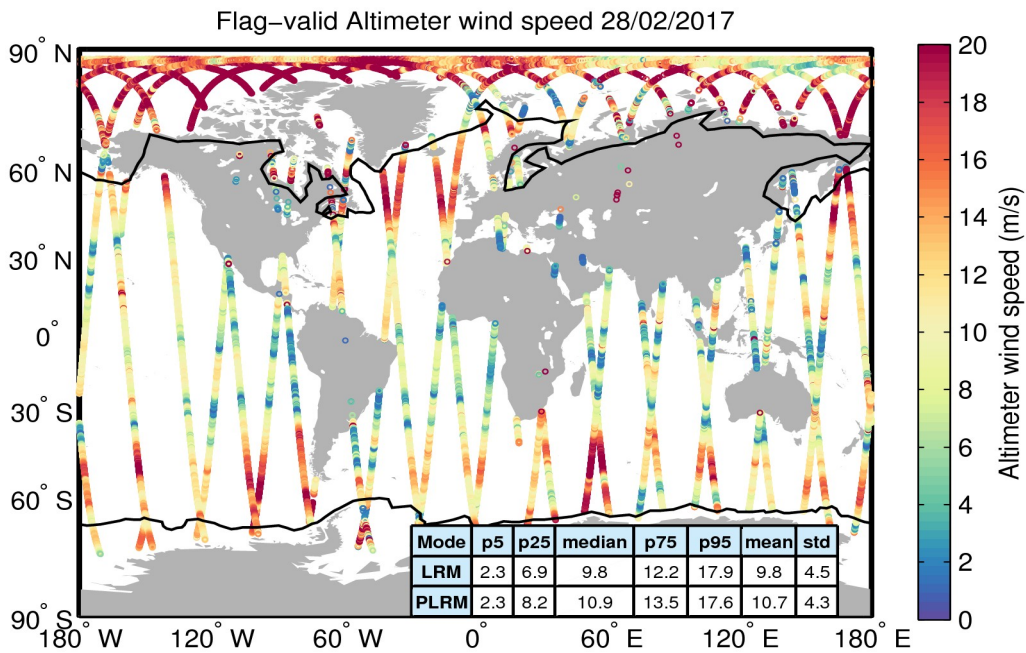 Flag−valid Altimeter wind speed 28/02/2017
90° N
60° N
30° N
0°
30° S
60° S
90° S
180° W
120° W
60° W
0°
60° E
120° E
180° E
Mode p5 p25 median p75 p95 mean std
LRM 2.3 6.9 9.8 12.2 17.9 9.8 4.5
PLRM 2.3 8.2 10.9 13.5 17.6 10.7 4.3
20
18
16
14
12
10
8
6
4
2
0
Altimeter wind speed (m/s)